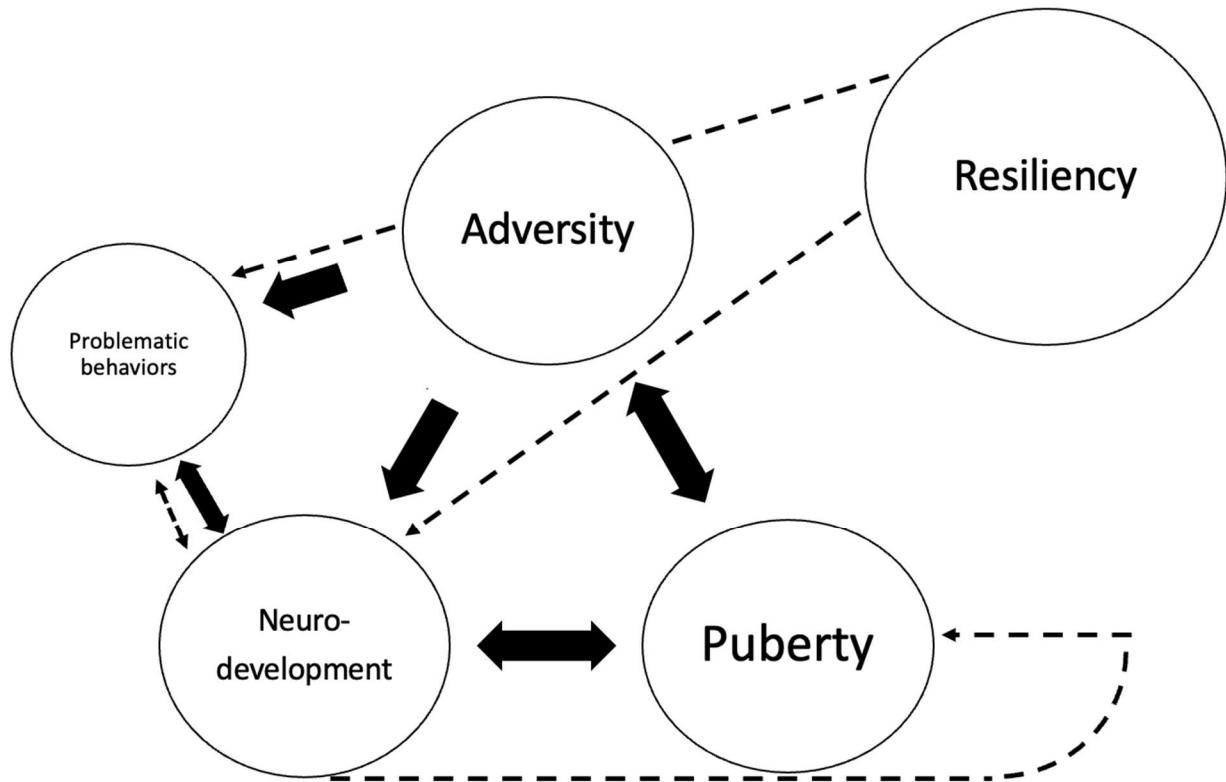 Resiliency
Adversity
Problematic
behaviors
Neuro-
development
Puberty